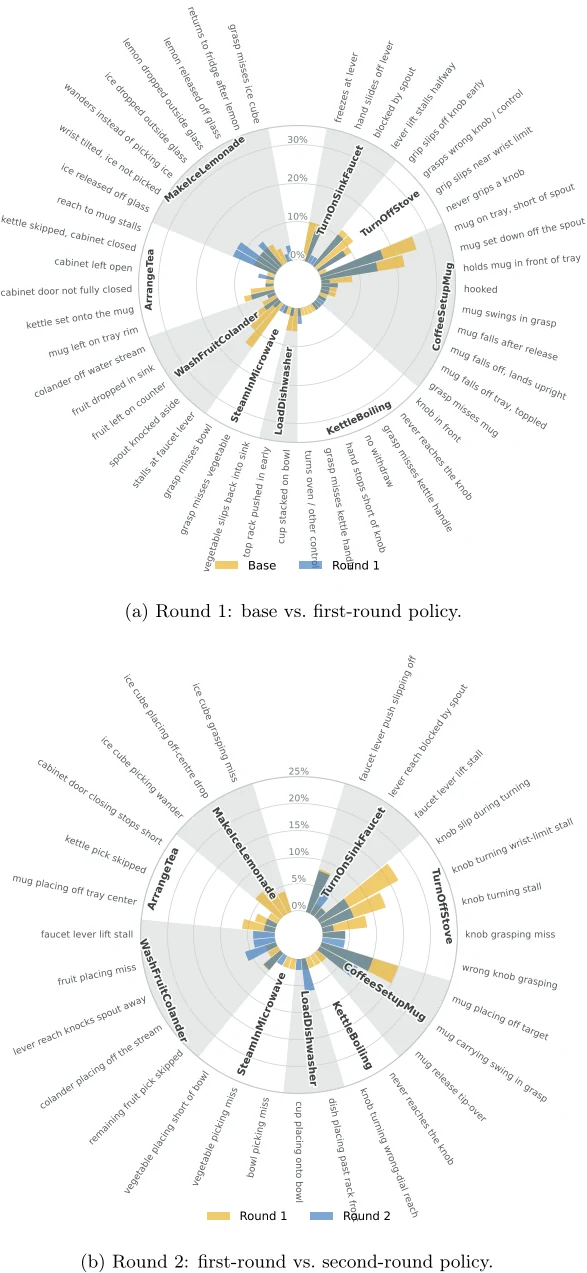 returns to fridge after lemon
grasp misses ice cube
lemon released off glass
lemon dropped outside glass
ice dropped outside glass
wanders instead of picking ice
wrist tilted, ice not picked
ice released off glass
reach to mug stalls
kettle skipped, cabinet closed
cabinet left open
cabinet door not fully closed
kettle set onto the mug
mug left on tray rim
colander off water stream
fruit dropped in sink
fruit left on counter
spout knocked aside
stalls at faucet lever
grasp misses bowl
grasp misses vegetable
vegetable slips back into sink
top rack pushed in early
cup stacked on bowl
turns oven / other control
grasp misses kettle handle
hand stops short of knob
no withdraw
grasp misses kettle handle
never reaches the knob
knob in front
grasp misses mug
mug falls off tray, toppled
mug falls off, lands upright
mug falls after release
mug swings in grasp
hooked
holds mug in front of tray
mug set down off the spout
mug on tray, short of spout
never grips a knob
grip slips near wrist limit
grasps wrong knob / control
grip slips off knob early
lever lift stalls halfway
blocked by spout
hand slides off lever
freezes at lever
MakeIceLemonade
TurnOnSinkFaucet
TurnOffStove
CoffeeSetupMug
KettleBoiling
LoadDishwasher
SteamInMicrowave
WashFruitColander
ArrangeTea
30%
20%
10%
0%
Base
Round 1
(a) Round 1: base vs. first-round policy.
ice cube grasping miss
ice cube placing off-centre drop
ice cube picking wander
cabinet door closing stops short
kettle pick skipped
mug placing off tray center
faucet lever lift stall
fruit placing miss
lever reach knocks spout away
colander placing off the stream
remaining fruit pick skipped
vegetable placing short of bowl
vegetable picking miss
bowl picking miss
cup placing onto bowl
dish placing past rack front
knob turning wrong-dial reach
never reaches the knob
mug release tip-over
mug carrying swing in grasp
mug placing off target
wrong knob grasping
knob grasping miss
knob turning stall
knob turning wrist-limit stall
knob slip during turning
faucet lever lift stall
lever reach blocked by spout
faucet lever push slipping off
MakeIceLemonade
TurnOnSinkFaucet
TurnOffStove
CoffeeSetupMug
KettleBoiling
LoadDishwasher
SteamInMicrowave
WashFruitColander
ArrangeTea
25%
20%
15%
10%
5%
0%
Round 1
Round 2
(b) Round 2: first-round vs. second-round policy.